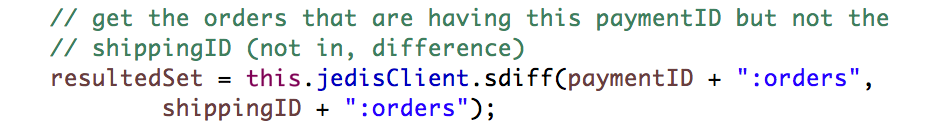 // get the orders that are having this paymentID but not the
// shippingID (not in, difference)
resultedSet = this.jedisClient.sdiff(paymentID + ":orders",
shippingID + ":orders");